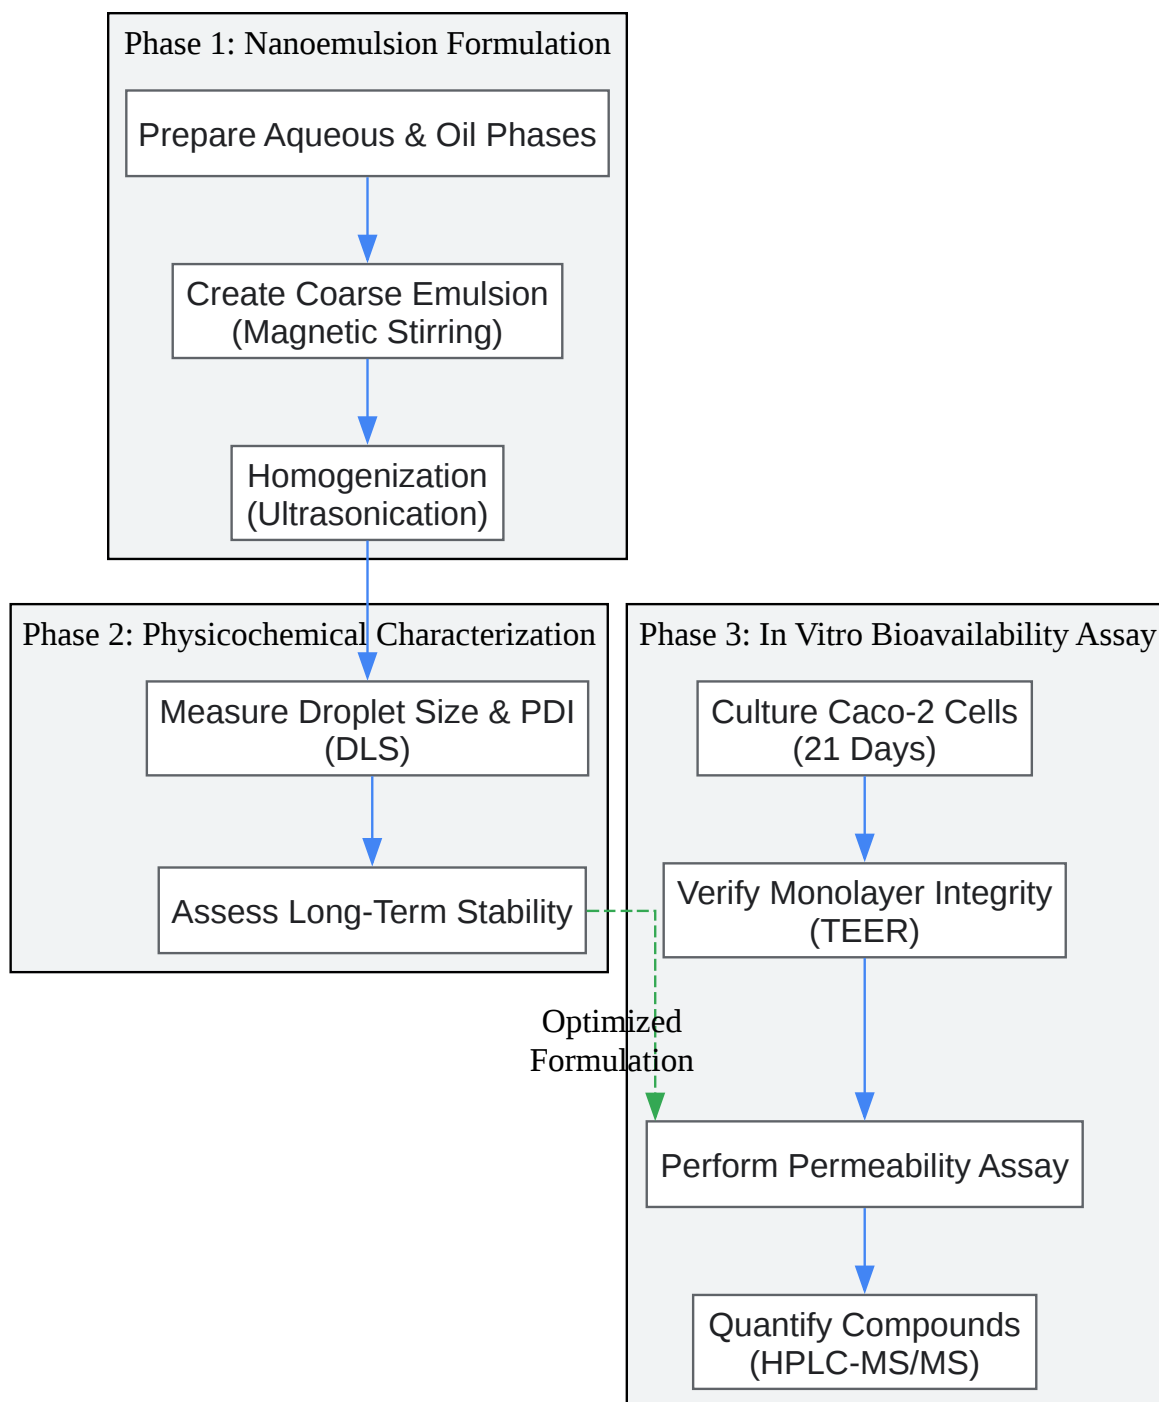 Phase 1: Nanoemulsion Formulation
Prepare Aqueous & Oil Phases
Create Coarse Emulsion
(Magnetic Stirring)
Homogenization
(Ultrasonication)
Phase 2: Physicochemical Characterization
Measure Droplet Size & PDI
(DLS)
Assess Long-Term Stability
Optimized
Formulation
Phase 3: In Vitro Bioavailability Assay
Culture Caco-2 Cells
(21 Days)
Verify Monolayer Integrity
(TEER)
Perform Permeability Assay
Quantify Compounds
(HPLC-MS/MS)